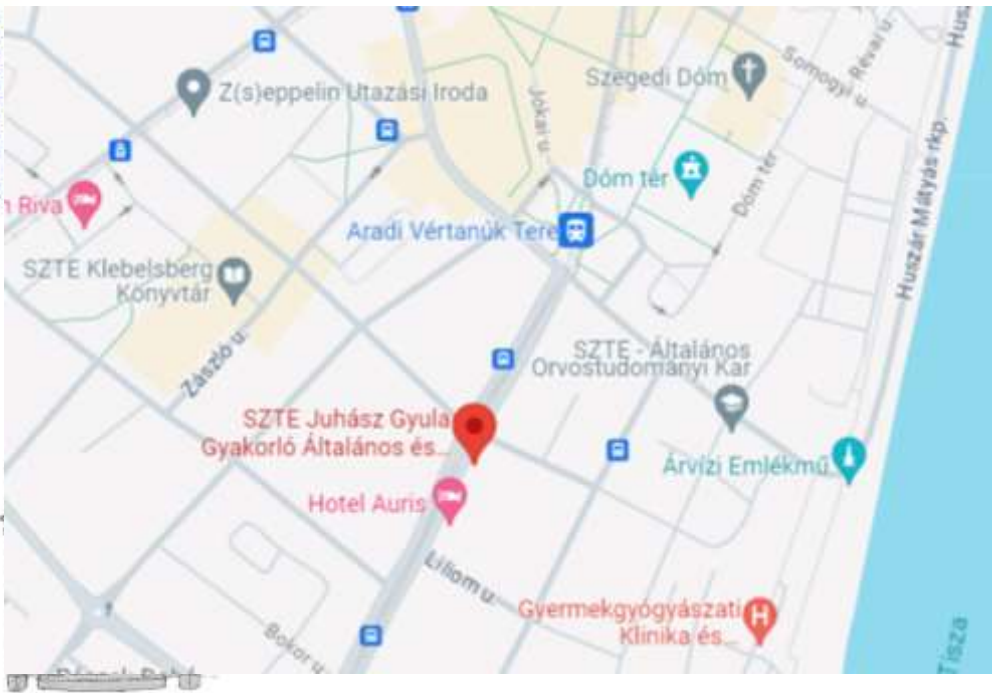 Szegedi Dóm
Somogyi u.
Révai u.
Z(s)eppelin Utazási Iroda
Jókai u.
Huszár Mátyás rkp.
Dóm tér
Dóm tér
Riva
Aradi Vértanúk Tere
SZTE Klebelsberg
Könyvtár
Zászló u.
SZTE - Általános
Orvostudományi Kar
SZTE Juhász Gyula
Gyakorló Általános és...
Árvízi Emlékmű
Hotel Auris
Liliom u.
Gyermekgyógyászati
Klinika és...
Bokor u.
Tisza
H